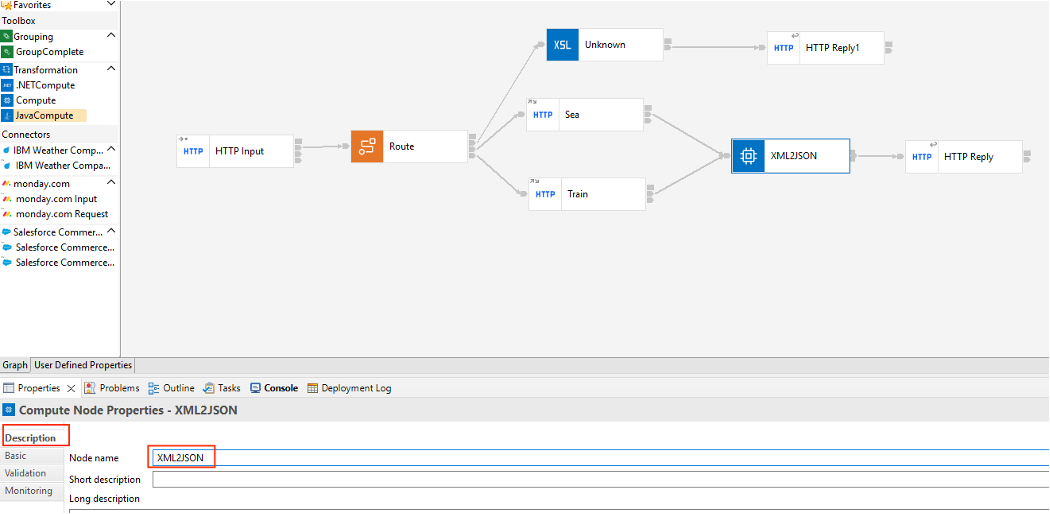 Favorites
Toolbox
Grouping
GroupComplete
Transformation
.NETCompute
Compute
JavaCompute
Connectors
IBM Weather Comp...
IBM Weather Compa...
monday.com
monday.com Input
monday.com Request
Salesforce Commer...
Salesforce Commerce...
Salesforce Commerce...
XSL Unknown
HTTP HTTP Reply1
HTTP Sea
HTTP HTTP Input
Route
XML2JSON
HTTP HTTP Reply
HTTP Train
Graph User Defined Properties
Properties Problems Outline Tasks Console Deployment Log
Compute Node Properties - XML2JSON
Description
Basic
Validation
Monitoring
Node name XML2JSON
Short description
Long description